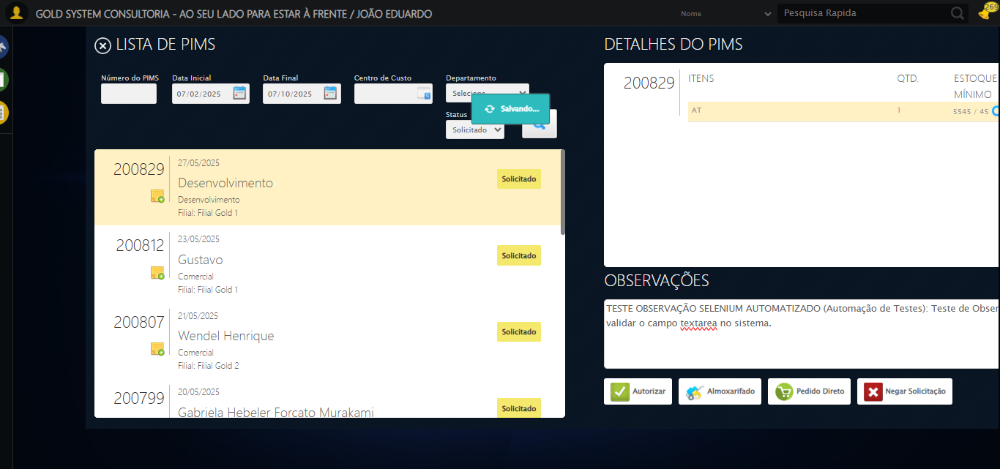 GOLD SYSTEM CONSULTORIA - AO SEU LADO PARA ESTAR À FRENTE / JOÃO EDUARDO
Nome
Pesquisa Rapida
269
LISTA DE PIMS
Número do PIMS
Data Inicial
Data Final
Centro de Custo
Departamento
07/02/2025
07/10/2025
Selecione
Salvando...
Status
Solicitado
200829
27/05/2025
Desenvolvimento
Desenvolvimento
Filial: Filial Gold 1
Solicitado
200812
23/05/2025
Gustavo
Comercial
Filial: Filial Gold 1
Solicitado
200807
21/05/2025
Wendel Henrique
Comercial
Filial: Filial Gold 2
Solicitado
200799
20/05/2025
Gabriela Hebeler Forcato Murakami
Solicitado
DETALHES DO PIMS
200829
ITENS
QTD.
ESTOQUE
MÍNIMO
AT
1
5545 / 45
OBSERVAÇÕES
TESTE OBSERVAÇÃO SELENIUM AUTOMATIZADO (Automação de Testes): Teste de Obser
validar o campo textarea no sistema.
Autorizar
Almoxarifado
Pedido Direto
Negar Solicitação